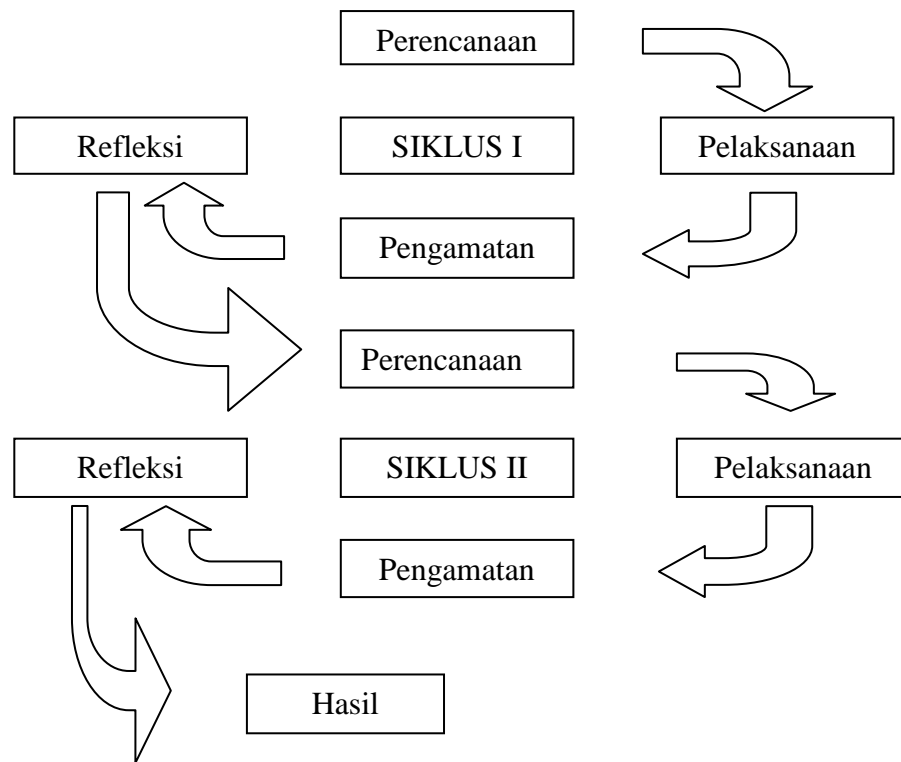 Perencanaan
Refleksi
SIKLUS I
Pelaksanaan
Pengamatan
Perencanaan
Refleksi
SIKLUS II
Pelaksanaan
Pengamatan
Hasil